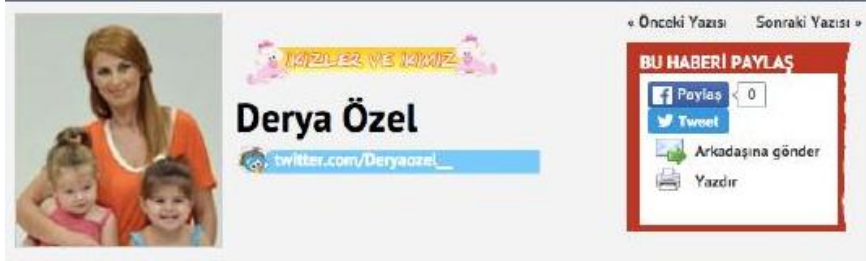 « Önceki Yazısı Sonraki Yazısı »
İKİZLER VE İKİMİZ
BU HABERİ PAYLAŞ
Paylaş 0
Derya Özel
Tweet
twitter.com/Deryaozel__
Arkadaşına gönder
Yazdır